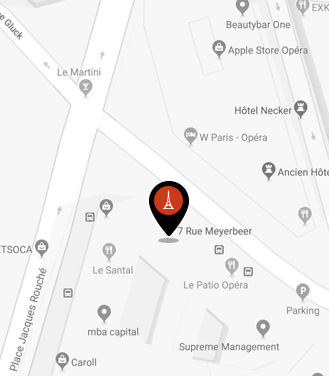 Beautybar One
EXK
e Gluck
Apple Store Opéra
Le Martini
Hôtel Necker
W Paris - Opéra
Ancien Hôte
7 Rue Meyerbeer
ETSOCA
Le Santal
Le Patio Opéra
Place Jacques Rouché
Parking
mba capital
Supreme Management
Caroll